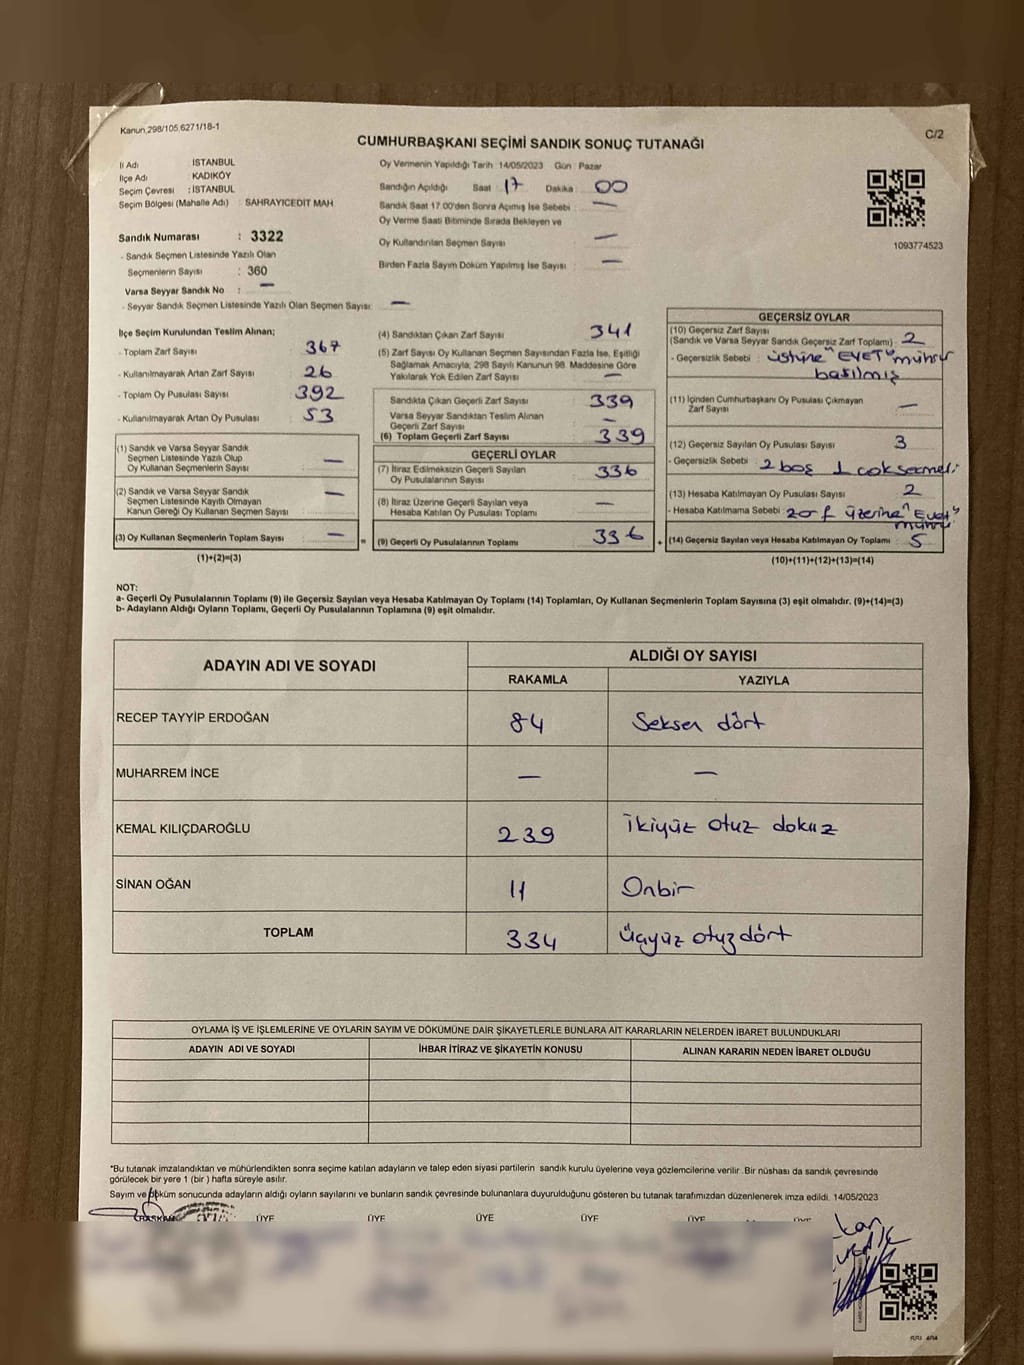 Kanun,298/105,6271/18-1
C/2
CUMHURBAŞKANI SEÇİMİ SANDIK SONUÇ TUTANAĞI
İl Adı İSTANBUL
İlçe Adı KADIKÖY
Seçim Çevresi : İSTANBUL
Seçim Bölgesi (Mahalle Adı) : SAHRAYICEDİT MAH
Sandık Numarası : 3322
- Sandık Seçmen Listesinde Yazılı Olan
Seçmenlerin Sayısı : 360
Varsa Seyyar Sandık No : —
- Seyyar Sandık Seçmen Listesinde Yazılı Olan Seçmen Sayısı: —
Oy Vermenin Yapıldığı Tarih 14/05/2023 Gün : Pazar
Sandığın Açıldığı Saat 17 Dakika : 00
Sandık Saat 17.00'den Sonra Açılmış İse Sebebi : —
Oy Verme Saati Bitiminde Sırada Bekleyen ve
Oy Kullandırılan Seçmen Sayısı —
Birden Fazla Sayım Döküm Yapılmış İse Sayısı : —
1093774523
İlçe Seçim Kurulundan Teslim Alınan;
- Toplam Zarf Sayısı 367
- Kullanılmayarak Artan Zarf Sayısı : 26
- Toplam Oy Pusulası Sayısı : 392
- Kullanılmayarak Artan Oy Pusulası : 53
(1) Sandık ve Varsa Seyyar Sandık
Seçmen Listesinde Yazılı Olup
Oy Kullanan Seçmenlerin Sayısı —
(2) Sandık ve Varsa Seyyar Sandık
Seçmen Listesinde Kayıtlı Olmayan
Kanun Gereği Oy Kullanan Seçmen Sayısı —
(3) Oy Kullanan Seçmenlerin Toplam Sayısı —
(1)+(2)=(3)
=
(4) Sandıktan Çıkan Zarf Sayısı : 341
(5) Zarf Sayısı Oy Kullanan Seçmen Sayısından Fazla İse, Eşitliği
Sağlamak Amacıyla; 298 Sayılı Kanunun 98. Maddesine Göre
Yakılarak Yok Edilen Zarf Sayısı —
Sandıkta Çıkan Geçerli Zarf Sayısı 339
Varsa Seyyar Sandıktan Teslim Alınan
Geçerli Zarf Sayısı —
(6) Toplam Geçerli Zarf Sayısı 339
GEÇERLİ OYLAR
(7) İtiraz Edilmeksizin Geçerli Sayılan
Oy Pusulalarının Sayısı 336
(8) İtiraz Üzerine Geçerli Sayılan veya
Hesaba Katılan Oy Pusulası Toplamı —
(9) Geçerli Oy Pusulalarının Toplamı 336
+
GEÇERSİZ OYLAR
(10) Geçersiz Zarf Sayısı
(Sandık ve Varsa Seyyar Sandık Geçersiz Zarf Toplamı) : 2
- Geçersizlik Sebebi : üstüne "EVET" mührü
basılmış
(11) İçinden Cumhurbaşkanı Oy Pusulası Çıkmayan
Zarf Sayısı —
(12) Geçersiz Sayılan Oy Pusulası Sayısı 3
- Geçersizlik Sebebi : 2 boş 1 çok seçmeli
(13) Hesaba Katılmayan Oy Pusulası Sayısı 2
- Hesaba Katılmama Sebebi : üzerine "Evet"
mührü
(14) Geçersiz Sayılan veya Hesaba Katılmayan Oy Toplamı : 5
(10)+(11)+(12)+(13)=(14)
NOT:
a- Geçerli Oy Pusulalarının Toplamı (9) ile Geçersiz Sayılan veya Hesaba Katılmayan Oy Toplamı (14) Toplamları, Oy Kullanan Seçmenlerin Toplam Sayısına (3) eşit olmalıdır. (9)+(14)=(3)
b- Adayların Aldığı Oyların Toplamı, Geçerli Oy Pusulalarının Toplamına (9) eşit olmalıdır.
ADAYIN ADI VE SOYADI ALDIĞI OY SAYISI
RAKAMLA YAZIYLA
RECEP TAYYİP ERDOĞAN 84 Seksen dört
MUHARREM İNCE — —
KEMAL KILIÇDAROĞLU 239 İkiyüz otuz dokuz
SİNAN OĞAN 11 Onbir
TOPLAM 334 Üçyüz otuzdört
OYLAMA İŞ VE İŞLEMLERİNE VE OYLARIN SAYIM VE DÖKÜMÜNE DAİR ŞİKAYETLERLE BUNLARA AİT KARARLARIN NELERDEN İBARET BULUNDUKLARI
ADAYIN ADI VE SOYADI İHBAR İTİRAZ VE ŞİKAYETİN KONUSU ALINAN KARARIN NEDEN İBARET OLDUĞU
*Bu tutanak imzalandıktan ve mühürlendikten sonra seçime katılan adayların ve talep eden siyasi partilerin sandık kurulu üyelerine veya gözlemcilerine verilir. Bir nüshası da sandık çevresinde
görülecek bir yere 1 (bir) hafta süreyle asılır.
Sayım ve döküm sonucunda adayların aldığı oyların sayılarını ve bunların sandık çevresinde bulunanlara duyurulduğunu gösteren bu tutanak tarafımızdan düzenlenerek imza edildi. 14/05/2023
BAŞKAN ÜYE ÜYE ÜYE ÜYE ÜYE ÜYE